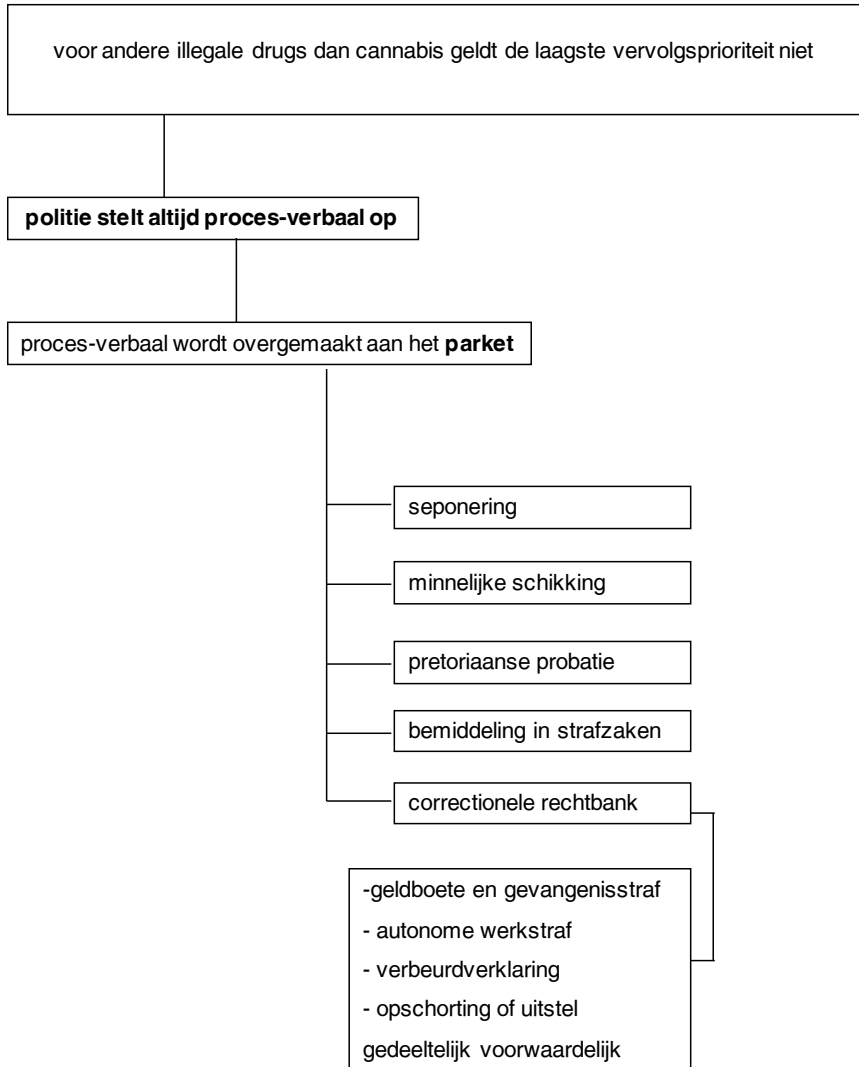 voor andere illegale drugs dan cannabis geldt de laagste vervolgsprioriteit niet
politie stelt altijd proces-verbaal op
proces-verbaal wordt overgemaakt aan het parket
seponering
minnelijke schikking
pretoriaanse probatie
bemiddeling in strafzaken
correctionele rechtbank
-geldboete en gevangenisstraf
- autonome werkstraf
- verbeurdverklaring
- opschorting of uitstel
gedeeltelijk voorwaardelijk